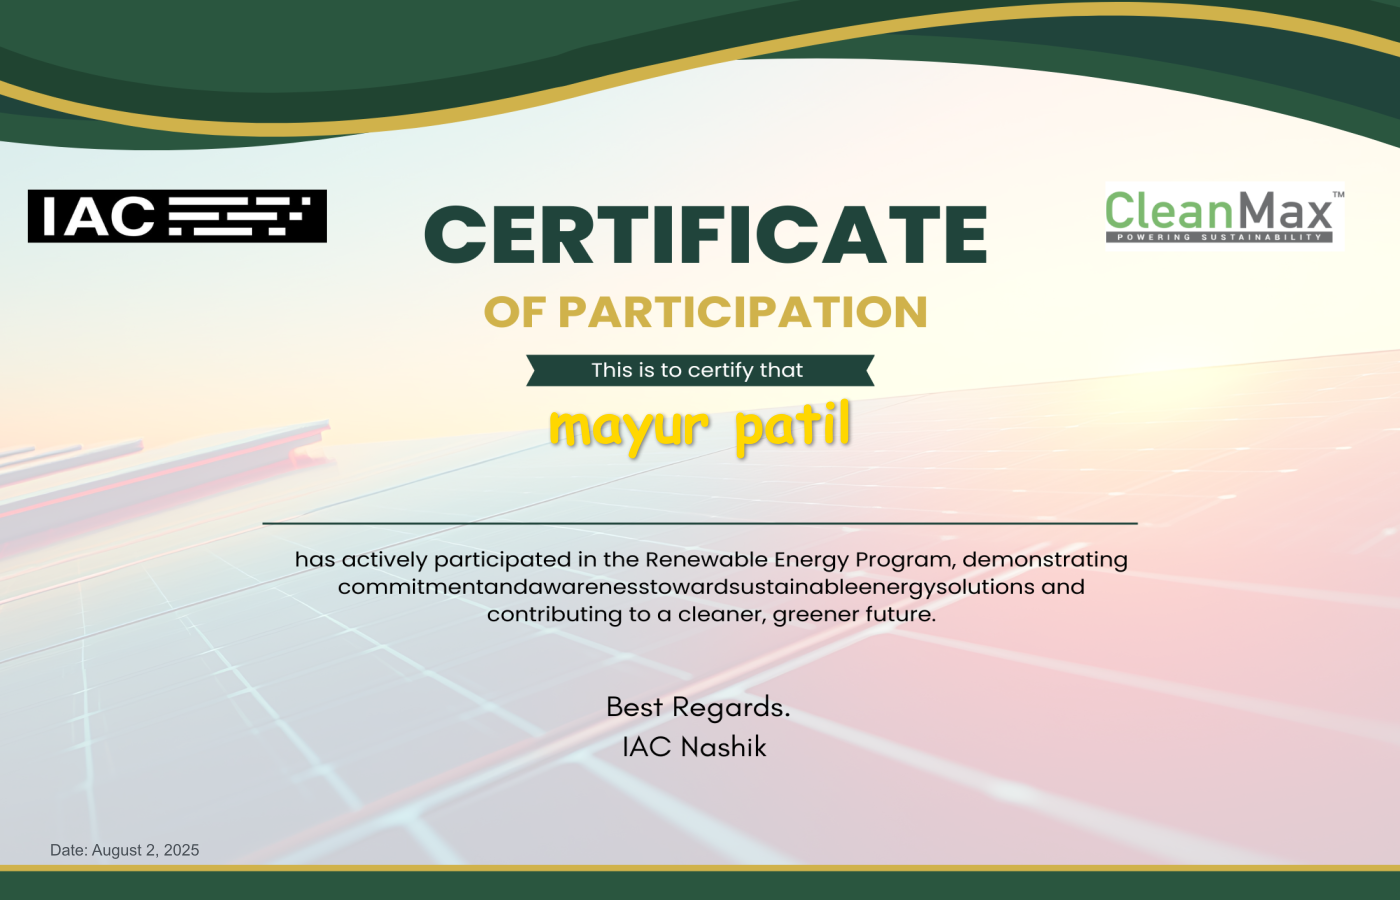 IAC
CleanMax™
POWERING SUSTAINABILITY
CERTIFICATE
OF PARTICIPATION
This is to certify that
mayur patil
has actively participated in the Renewable Energy Program, demonstrating
commitmentandawarenesstowardsustainableenergysolutions and
contributing to a cleaner, greener future.
Best Regards.
IAC Nashik
Date: August 2, 2025